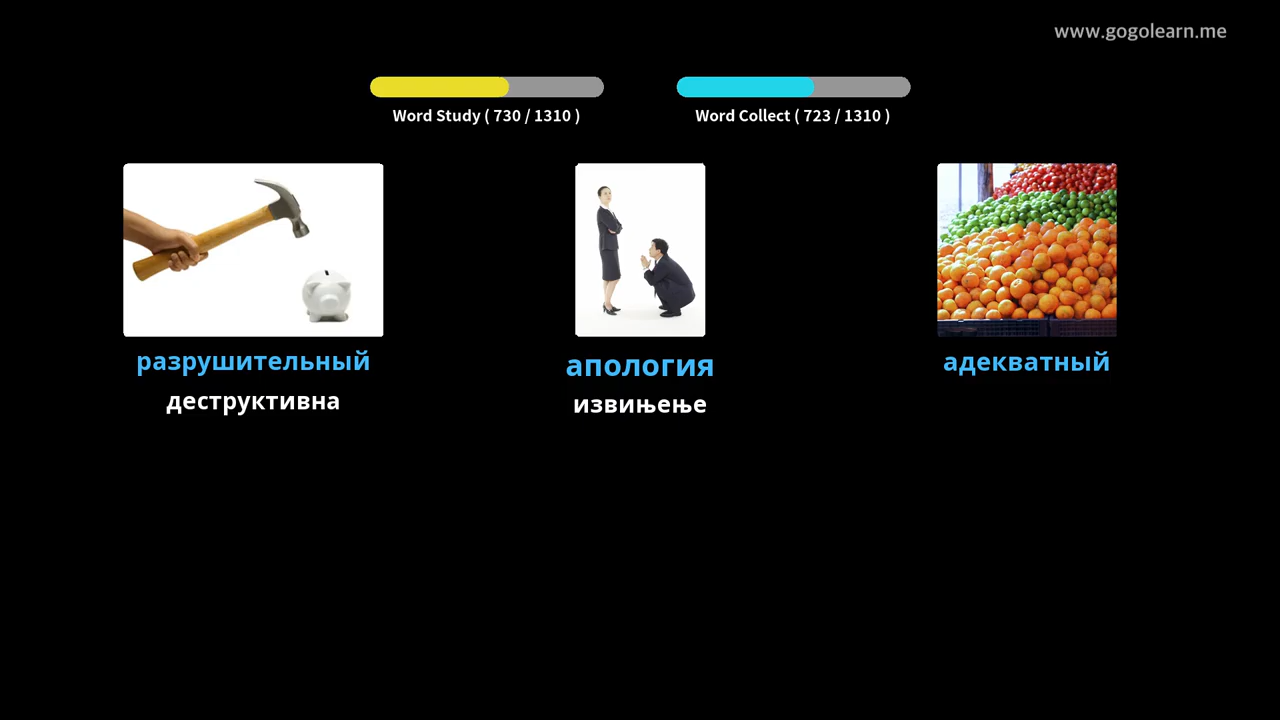 www.gogolearn.me
Word Study ( 730 / 1310 )
Word Collect ( 723 / 1310 )
разрушительный
деструктивна
апология
извињење
адекватный